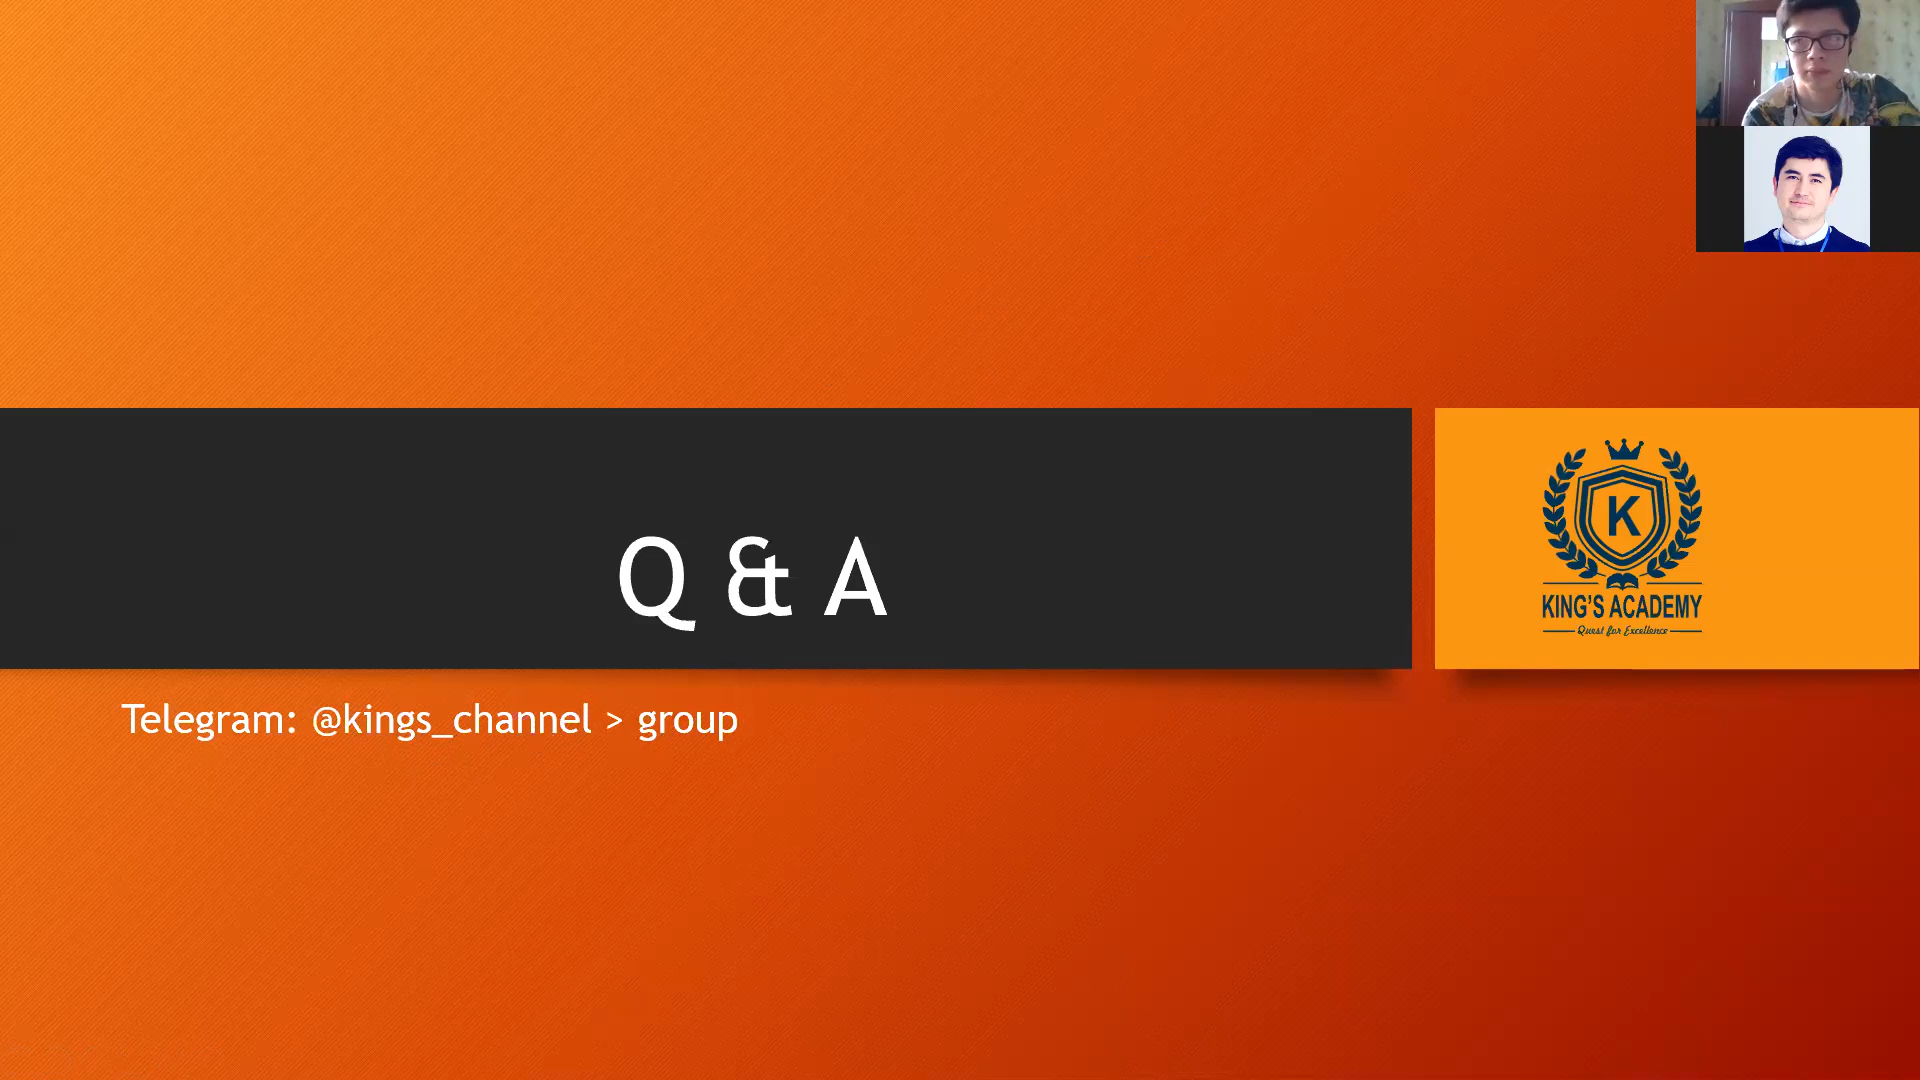 Q & A
K
KING'S ACADEMY
Quest for Excellence
Telegram: @kings_channel > group